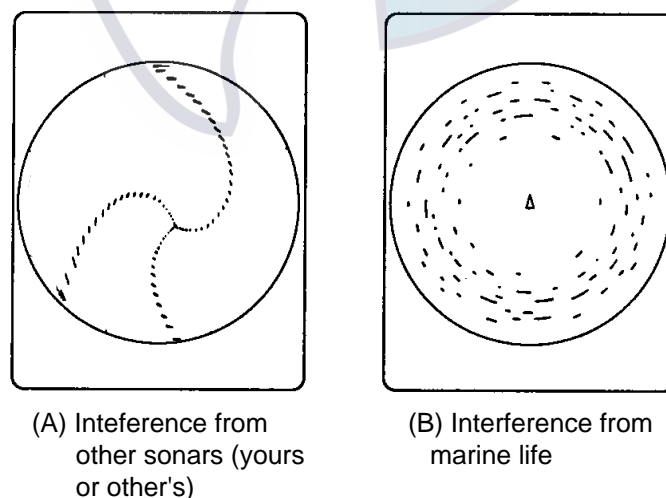 (A) Inteference from
other sonars (yours
or other's)
(B) Interference from
marine life